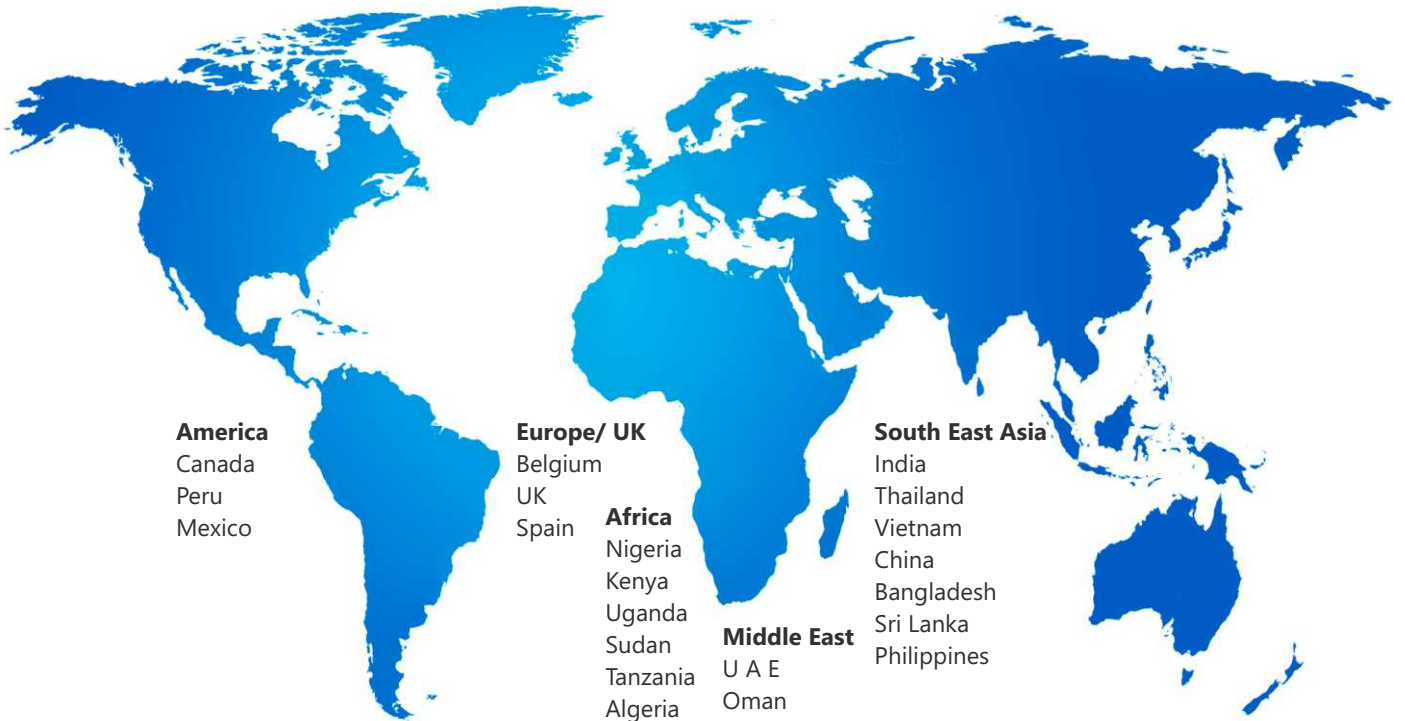 America
Canada
Peru
Mexico
Europe/ UK
Belgium
UK
Spain
Africa
Nigeria
Kenya
Uganda
Sudan
Tanzania
Algeria
Middle East
U A E
Oman
South East Asia
India
Thailand
Vietnam
China
Bangladesh
Sri Lanka
Philippines